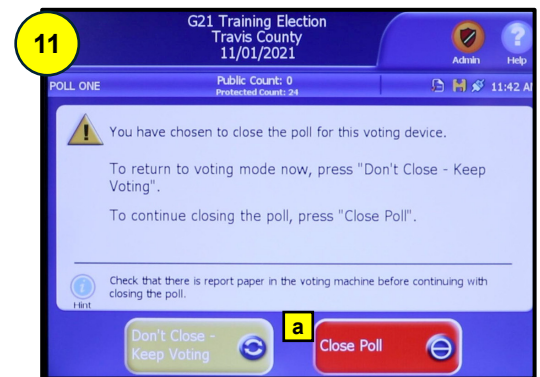 11
G21 Training Election
Travis County
11/01/2021
Admin
?
Help
POLL ONE
Public Count: 0
Protected Count: 24
11:42 A
!
You have chosen to close the poll for this voting device.
To return to voting mode now, press "Don't Close - Keep
Voting".
To continue closing the poll, press "Close Poll".
i
Hint
Check that there is report paper in the voting machine before continuing with
closing the poll.
Don't Close -
Keep Voting
a
Close Poll